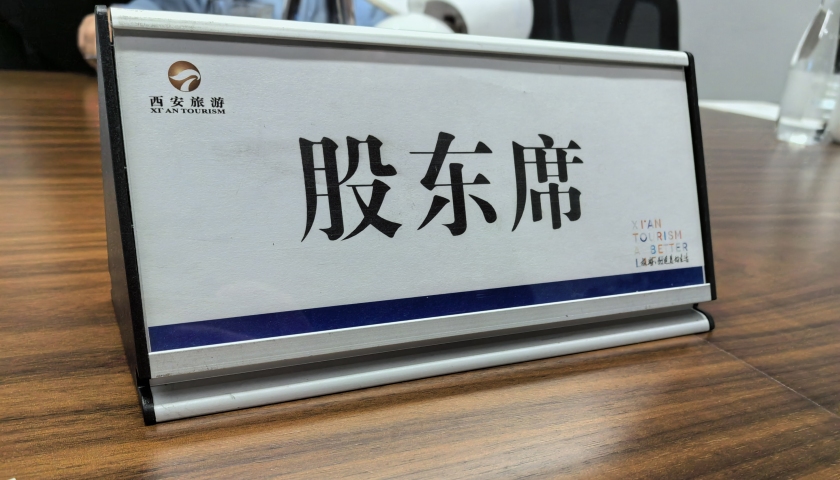 西安旅游
XI'AN TOURISM
股东席
XI'AN
TOURISM
A BETTER